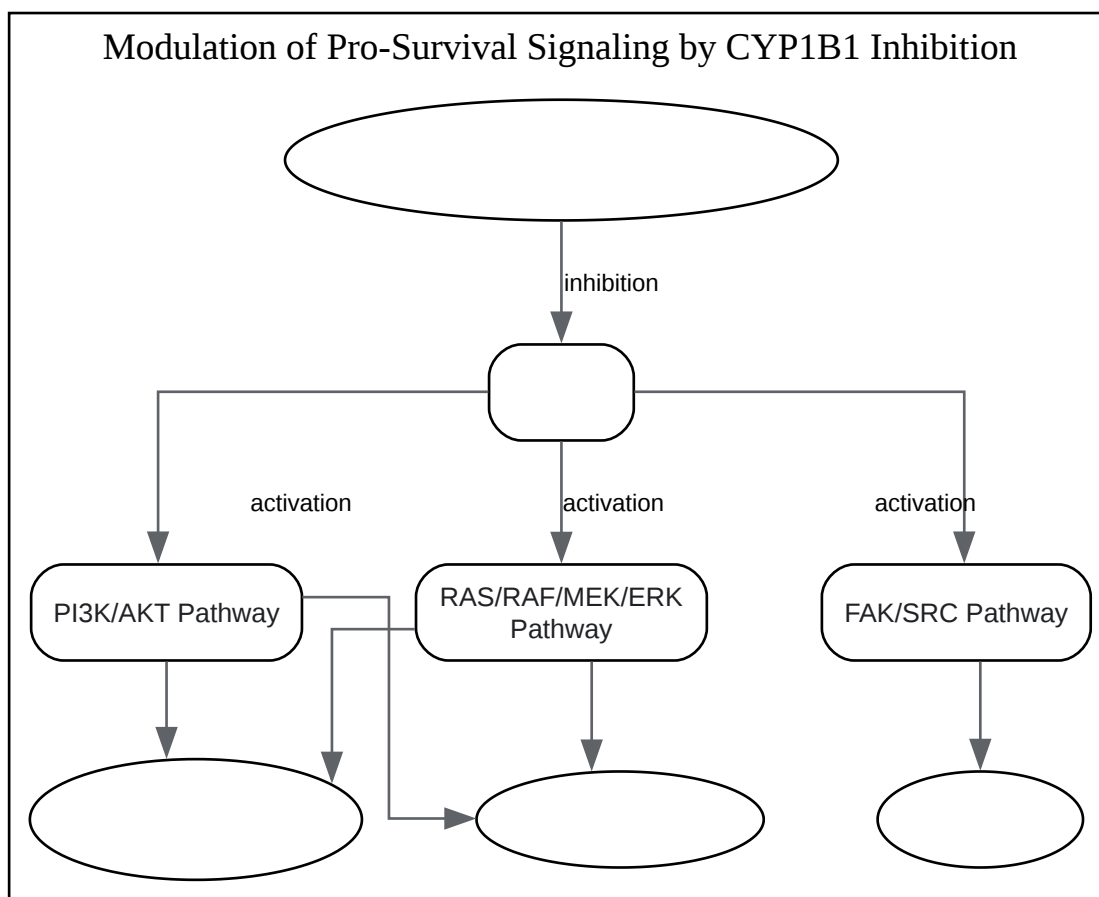 Modulation of Pro-Survival Signaling by CYP1B1 Inhibition
inhibition
activation
activation
activation
PI3K/AKT Pathway
RAS/RAF/MEK/ERK
Pathway
FAK/SRC Pathway